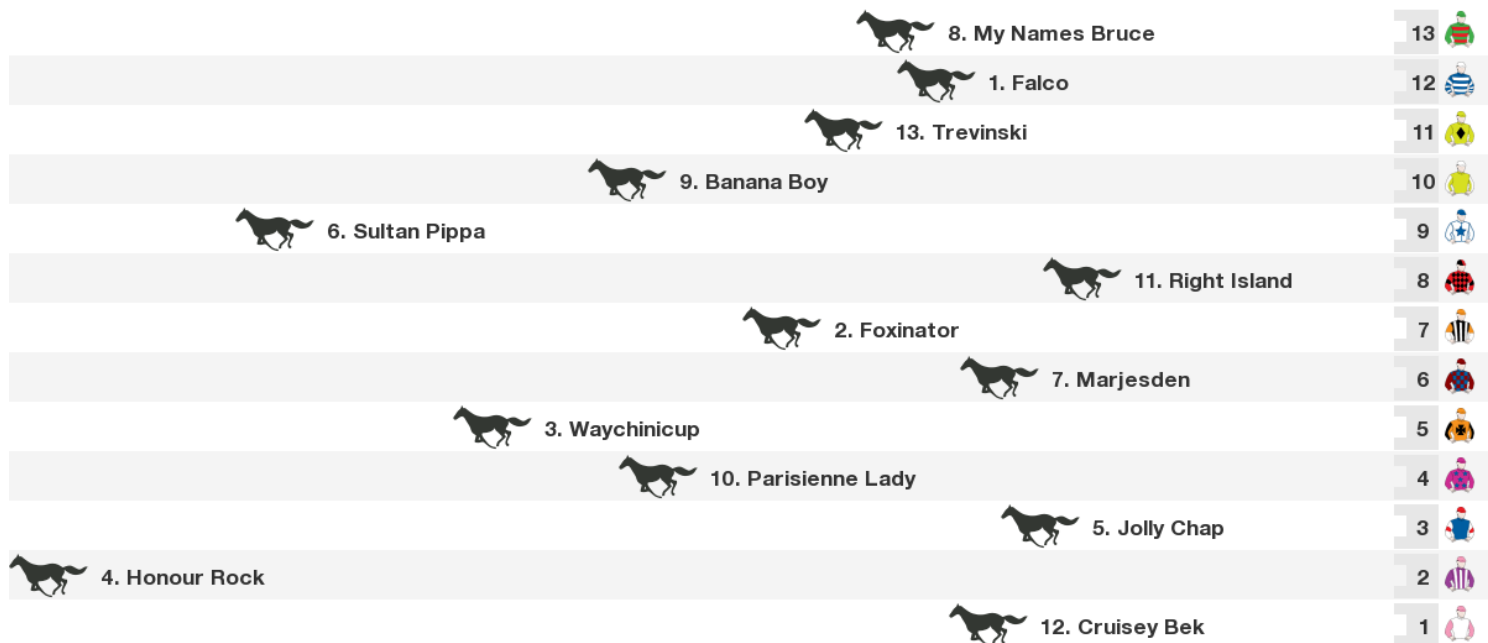 8. My Names Bruce 13
1. Falco 12
13. Trevinski 11
9. Banana Boy 10
6. Sultan Pippa 9
11. Right Island 8
2. Foxinator 7
7. Marjesden 6
3. Waychinicup 5
10. Parisienne Lady 4
5. Jolly Chap 3
4. Honour Rock 2
12. Cruisey Bek 1